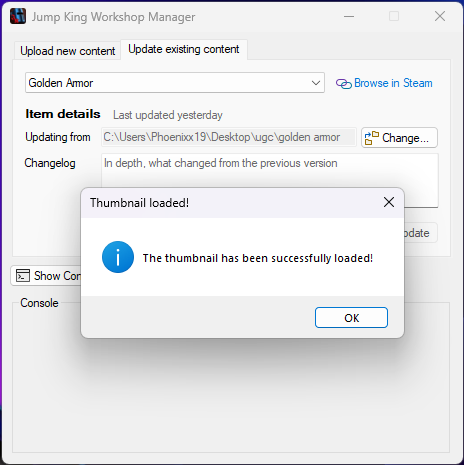 Jump King Workshop Manager
Upload new content
Update existing content
Golden Armor
Browse in Steam
Item details
Last updated yesterday
Updating from
C:\Users\Phoenixx19\Desktop\ugc\golden armor
Change...
Changelog
In depth, what changed from the previous version
Thumbnail loaded!
The thumbnail has been successfully loaded!
OK
pdate
Show Con
Console